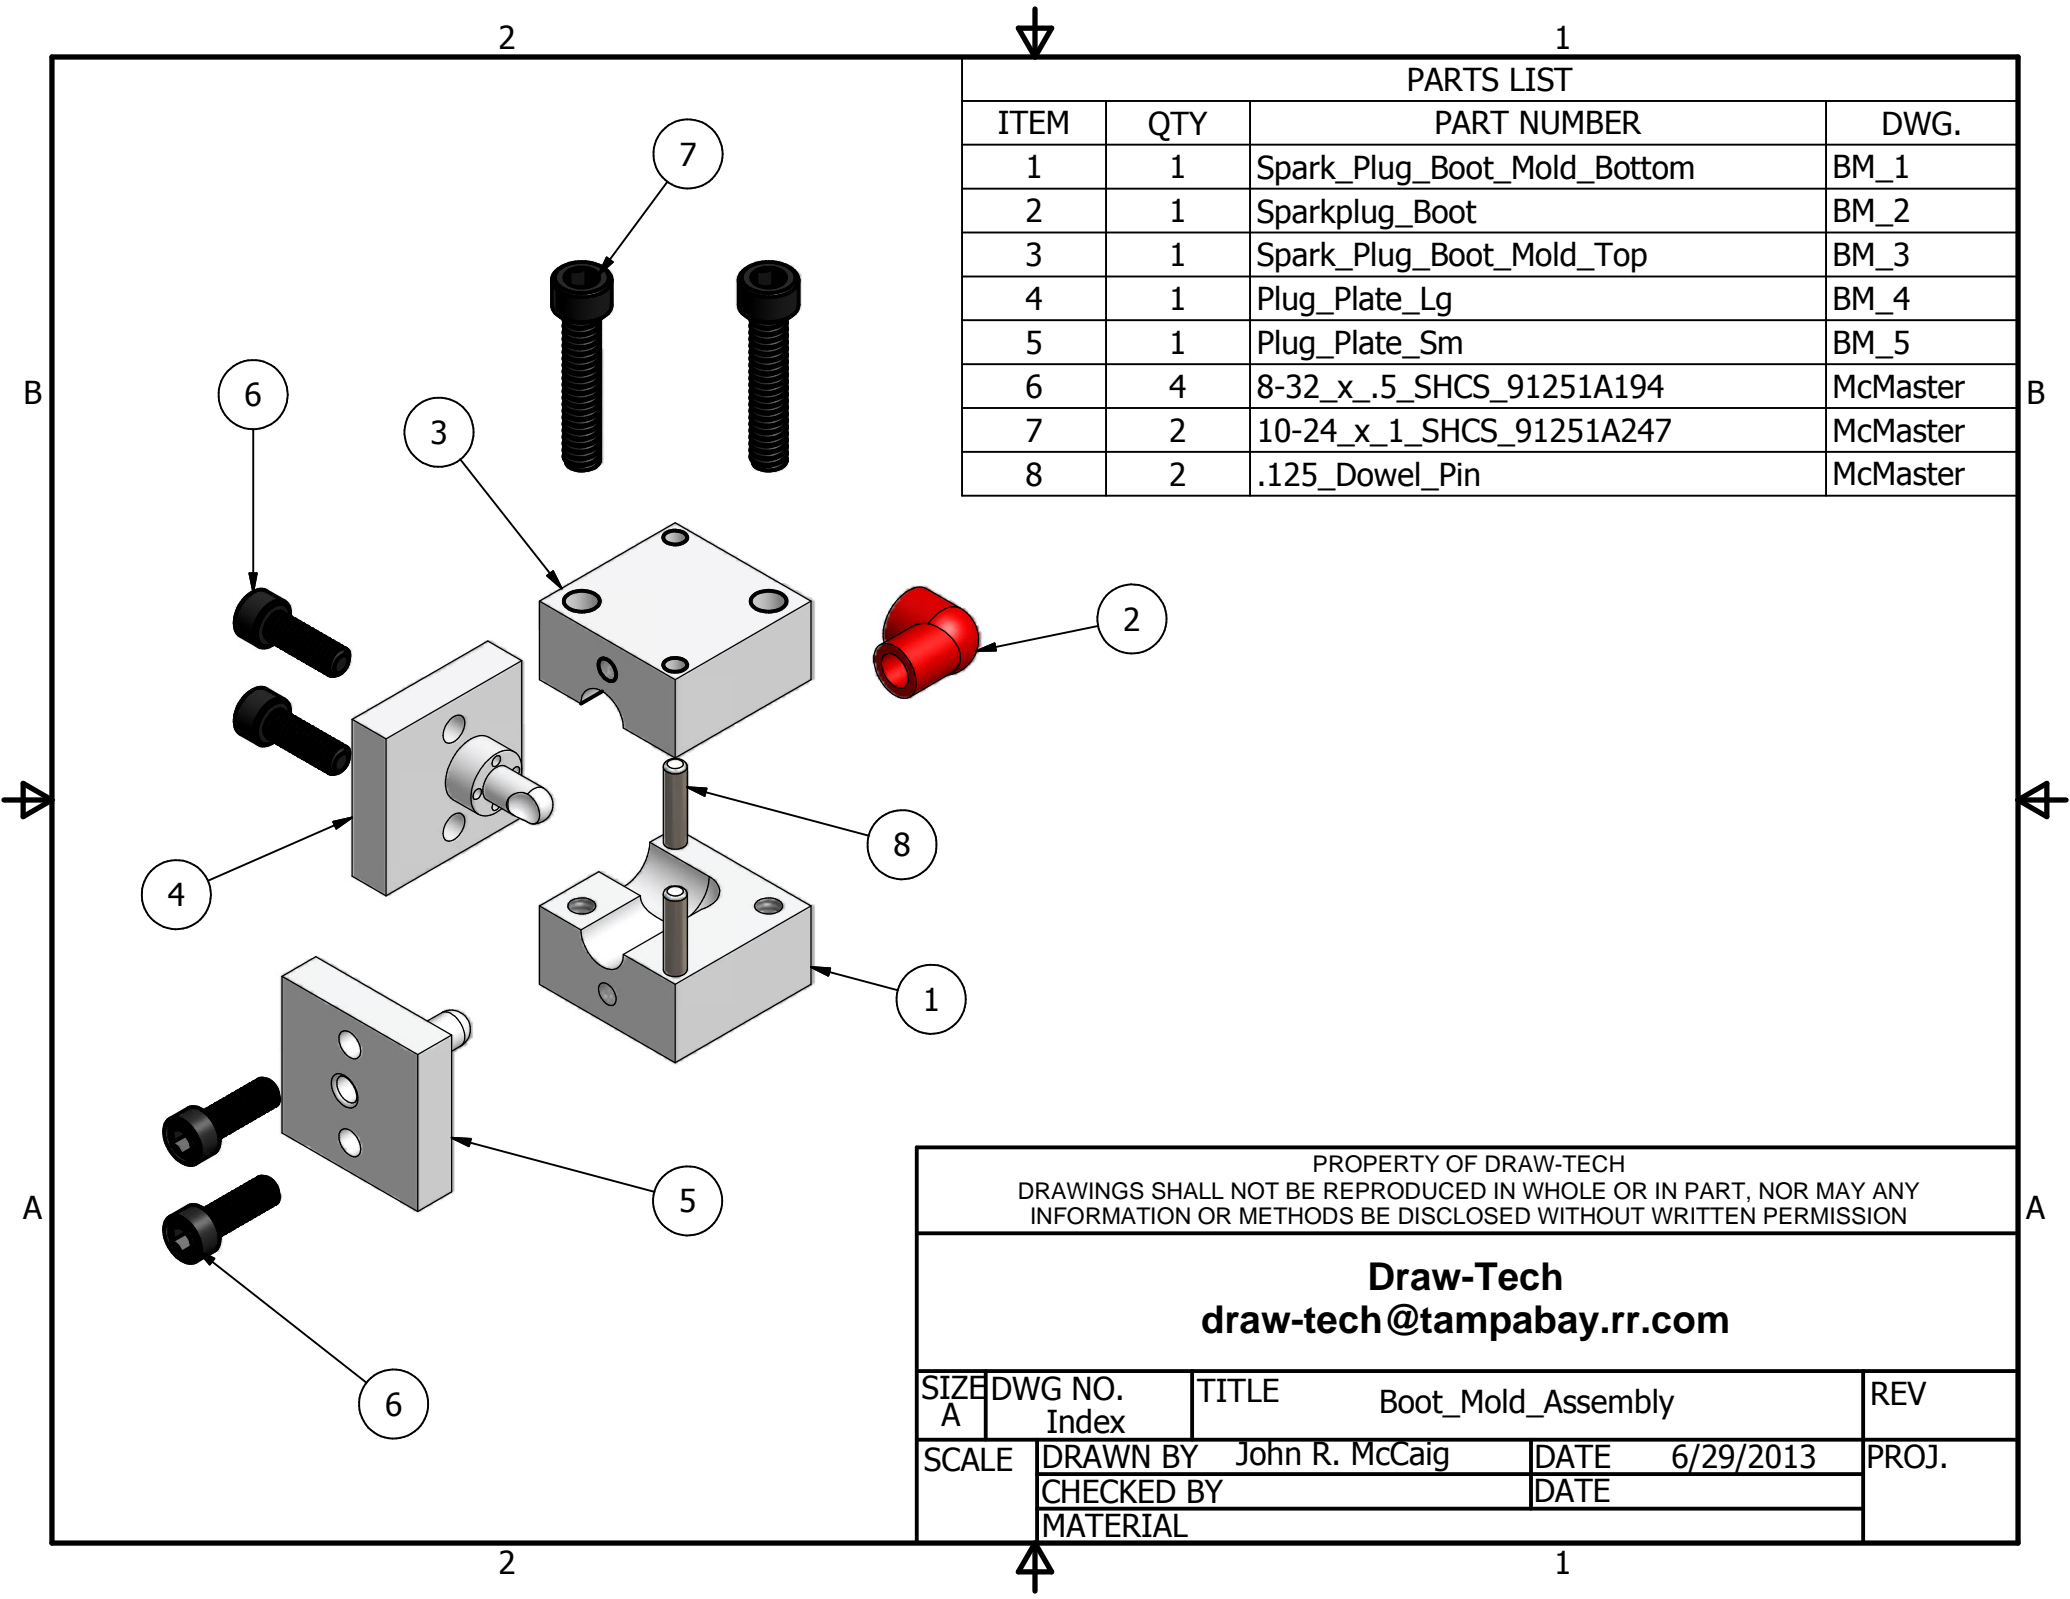 2 1
PARTS LIST
ITEM QTY PART NUMBER DWG.
1 1 Spark_Plug_Boot_Mold_Bottom BM_1
2 1 Sparkplug_Boot BM_2
3 1 Spark_Plug_Boot_Mold_Top BM_3
4 1 Plug_Plate_Lg BM_4
5 1 Plug_Plate_Sm BM_5
6 4 8-32_x_.5_SHCS_91251A194 McMaster
7 2 10-24_x_1_SHCS_91251A247 McMaster
8 2 .125_Dowel_Pin McMaster
7
B B
6
3
2
8
4
1
5
A A
6
PROPERTY OF DRAW-TECH
DRAWINGS SHALL NOT BE REPRODUCED IN WHOLE OR IN PART, NOR MAY ANY
INFORMATION OR METHODS BE DISCLOSED WITHOUT WRITTEN PERMISSION
Draw-Tech
draw-tech@tampabay.rr.com
SIZE DWG NO. TITLE Boot_Mold_Assembly REV
A Index
SCALE DRAWN BY John R. McCaig DATE 6/29/2013 PROJ.
CHECKED BY DATE
MATERIAL
2 1